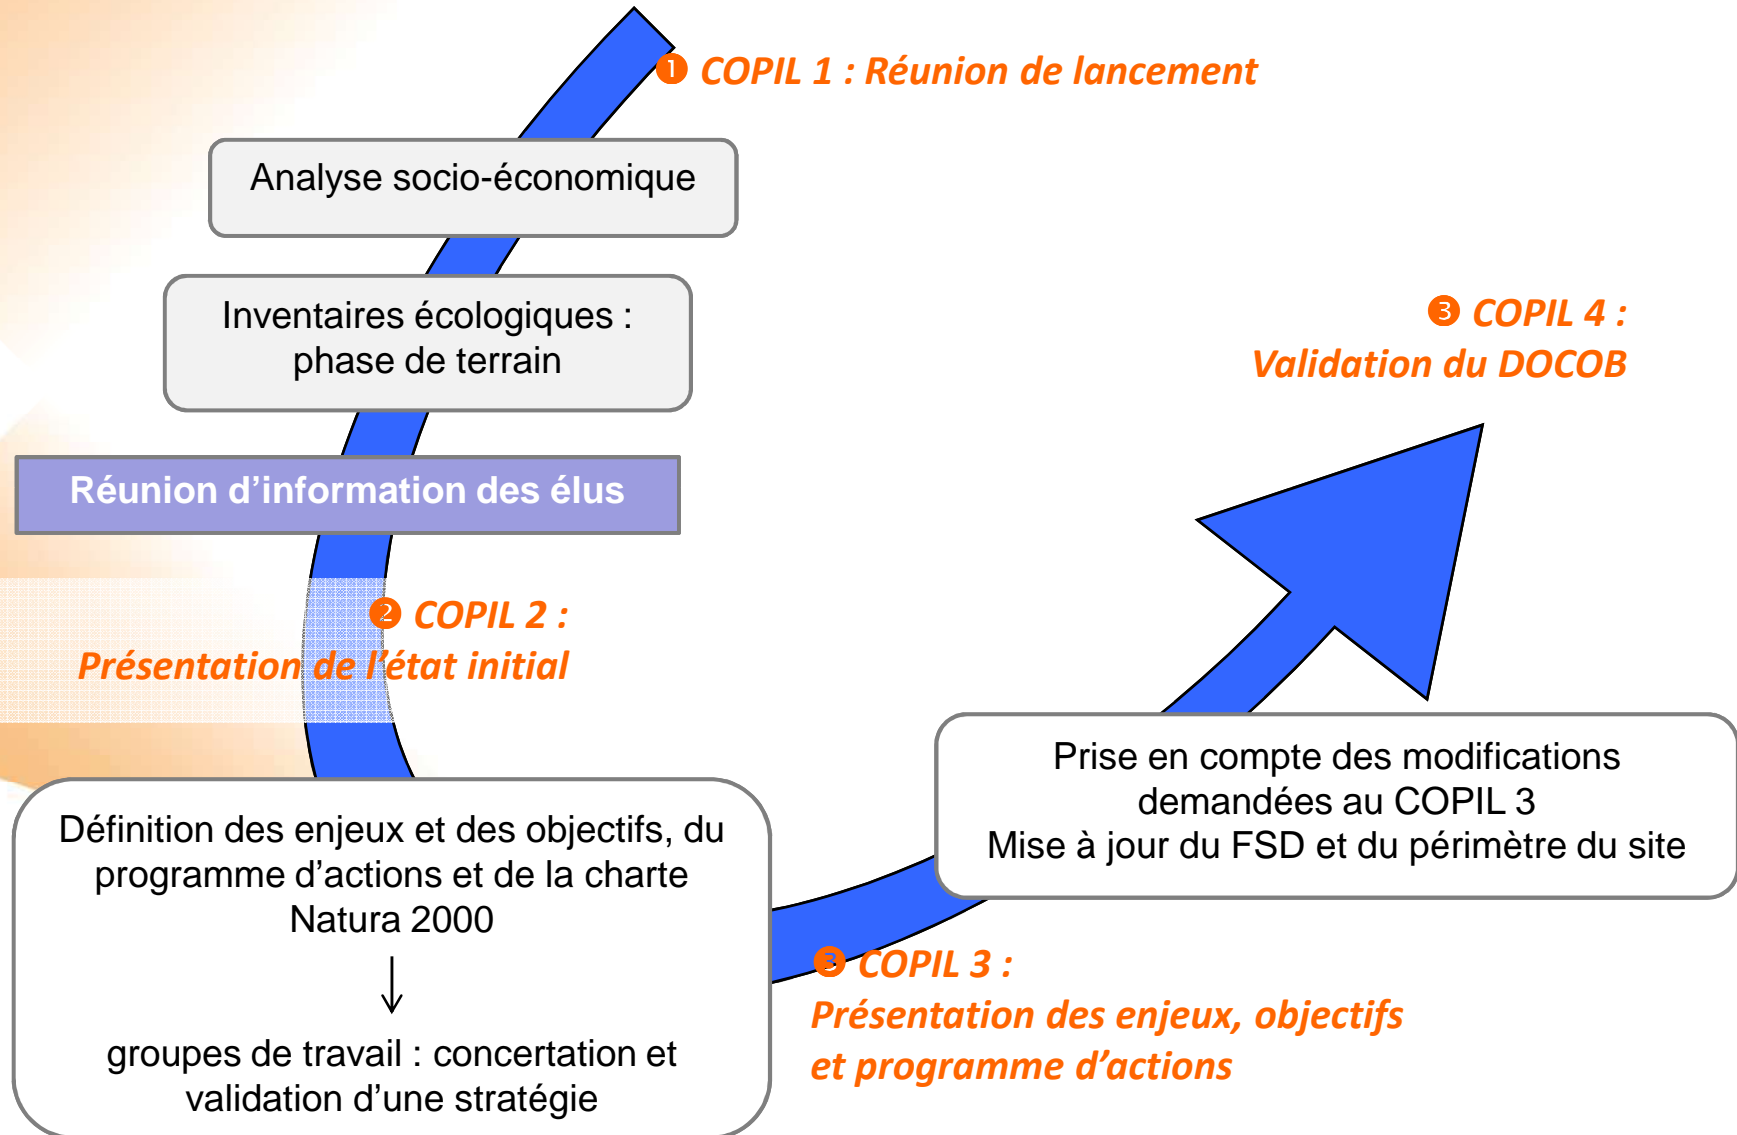 ❶ COPIL 1 : Réunion de lancement
Analyse socio-économique
Inventaires écologiques :
phase de terrain
Réunion d’information des élus
❷ COPIL 2 :
Présentation de l’état initial
Définition des enjeux et des objectifs, du
programme d’actions et de la charte
Natura 2000
groupes de travail : concertation et
validation d’une stratégie
❸ COPIL 3 :
Présentation des enjeux, objectifs
et programme d’actions
Prise en compte des modifications
demandées au COPIL 3
Mise à jour du FSD et du périmètre du site
❸ COPIL 4 :
Validation du DOCOB